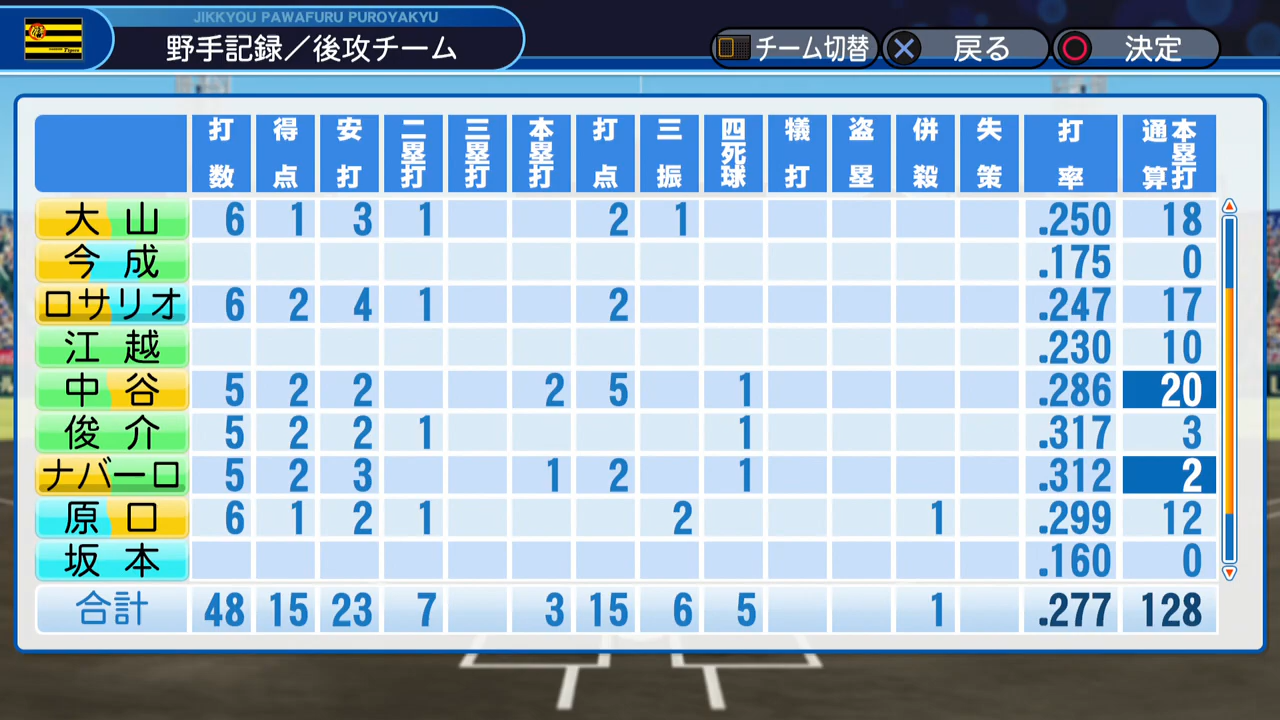 JIKKYOU PAWAFURU PUROYAKYU
野手記録／後攻チーム
チーム切替 戻る 決定
打数 得点 安打 二塁打 三塁打 本塁打 打点 三振 四死球 犠打 盗塁 併殺 失策 打率 通算本塁打
大山 6 1 3 1 2 1 .250 18
今成 .175 0
ロサリオ 6 2 4 1 2 .247 17
江越 .230 10
中谷 5 2 2 2 5 1 .286 20
俊介 5 2 2 1 1 .317 3
ナバーロ 5 2 3 1 2 1 .312 2
原口 6 1 2 1 2 1 .299 12
坂本 .160 0
合計 48 15 23 7 3 15 6 5 1 .277 128